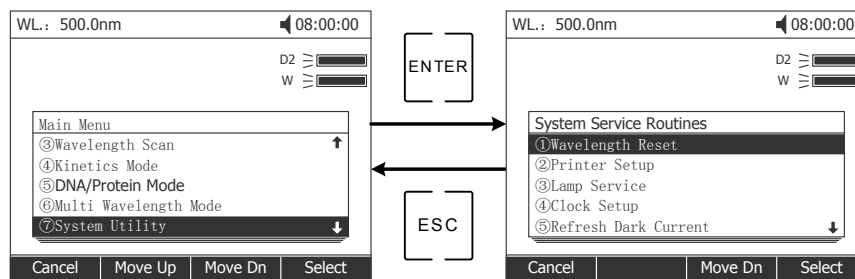 WL.: 500.0nm 08:00:00
D2
W
Main Menu
③Wavelength Scan
④Kinetics Mode
⑤DNA/Protein Mode
⑥Multi Wavelength Mode
⑦System Utility
Cancel Move Up Move Dn Select
ENTER
ESC
WL.: 500.0nm 08:00:00
D2
W
System Service Routines
①Wavelength Reset
②Printer Setup
③Lamp Service
④Clock Setup
⑤Refresh Dark Current
Cancel Move Dn Select